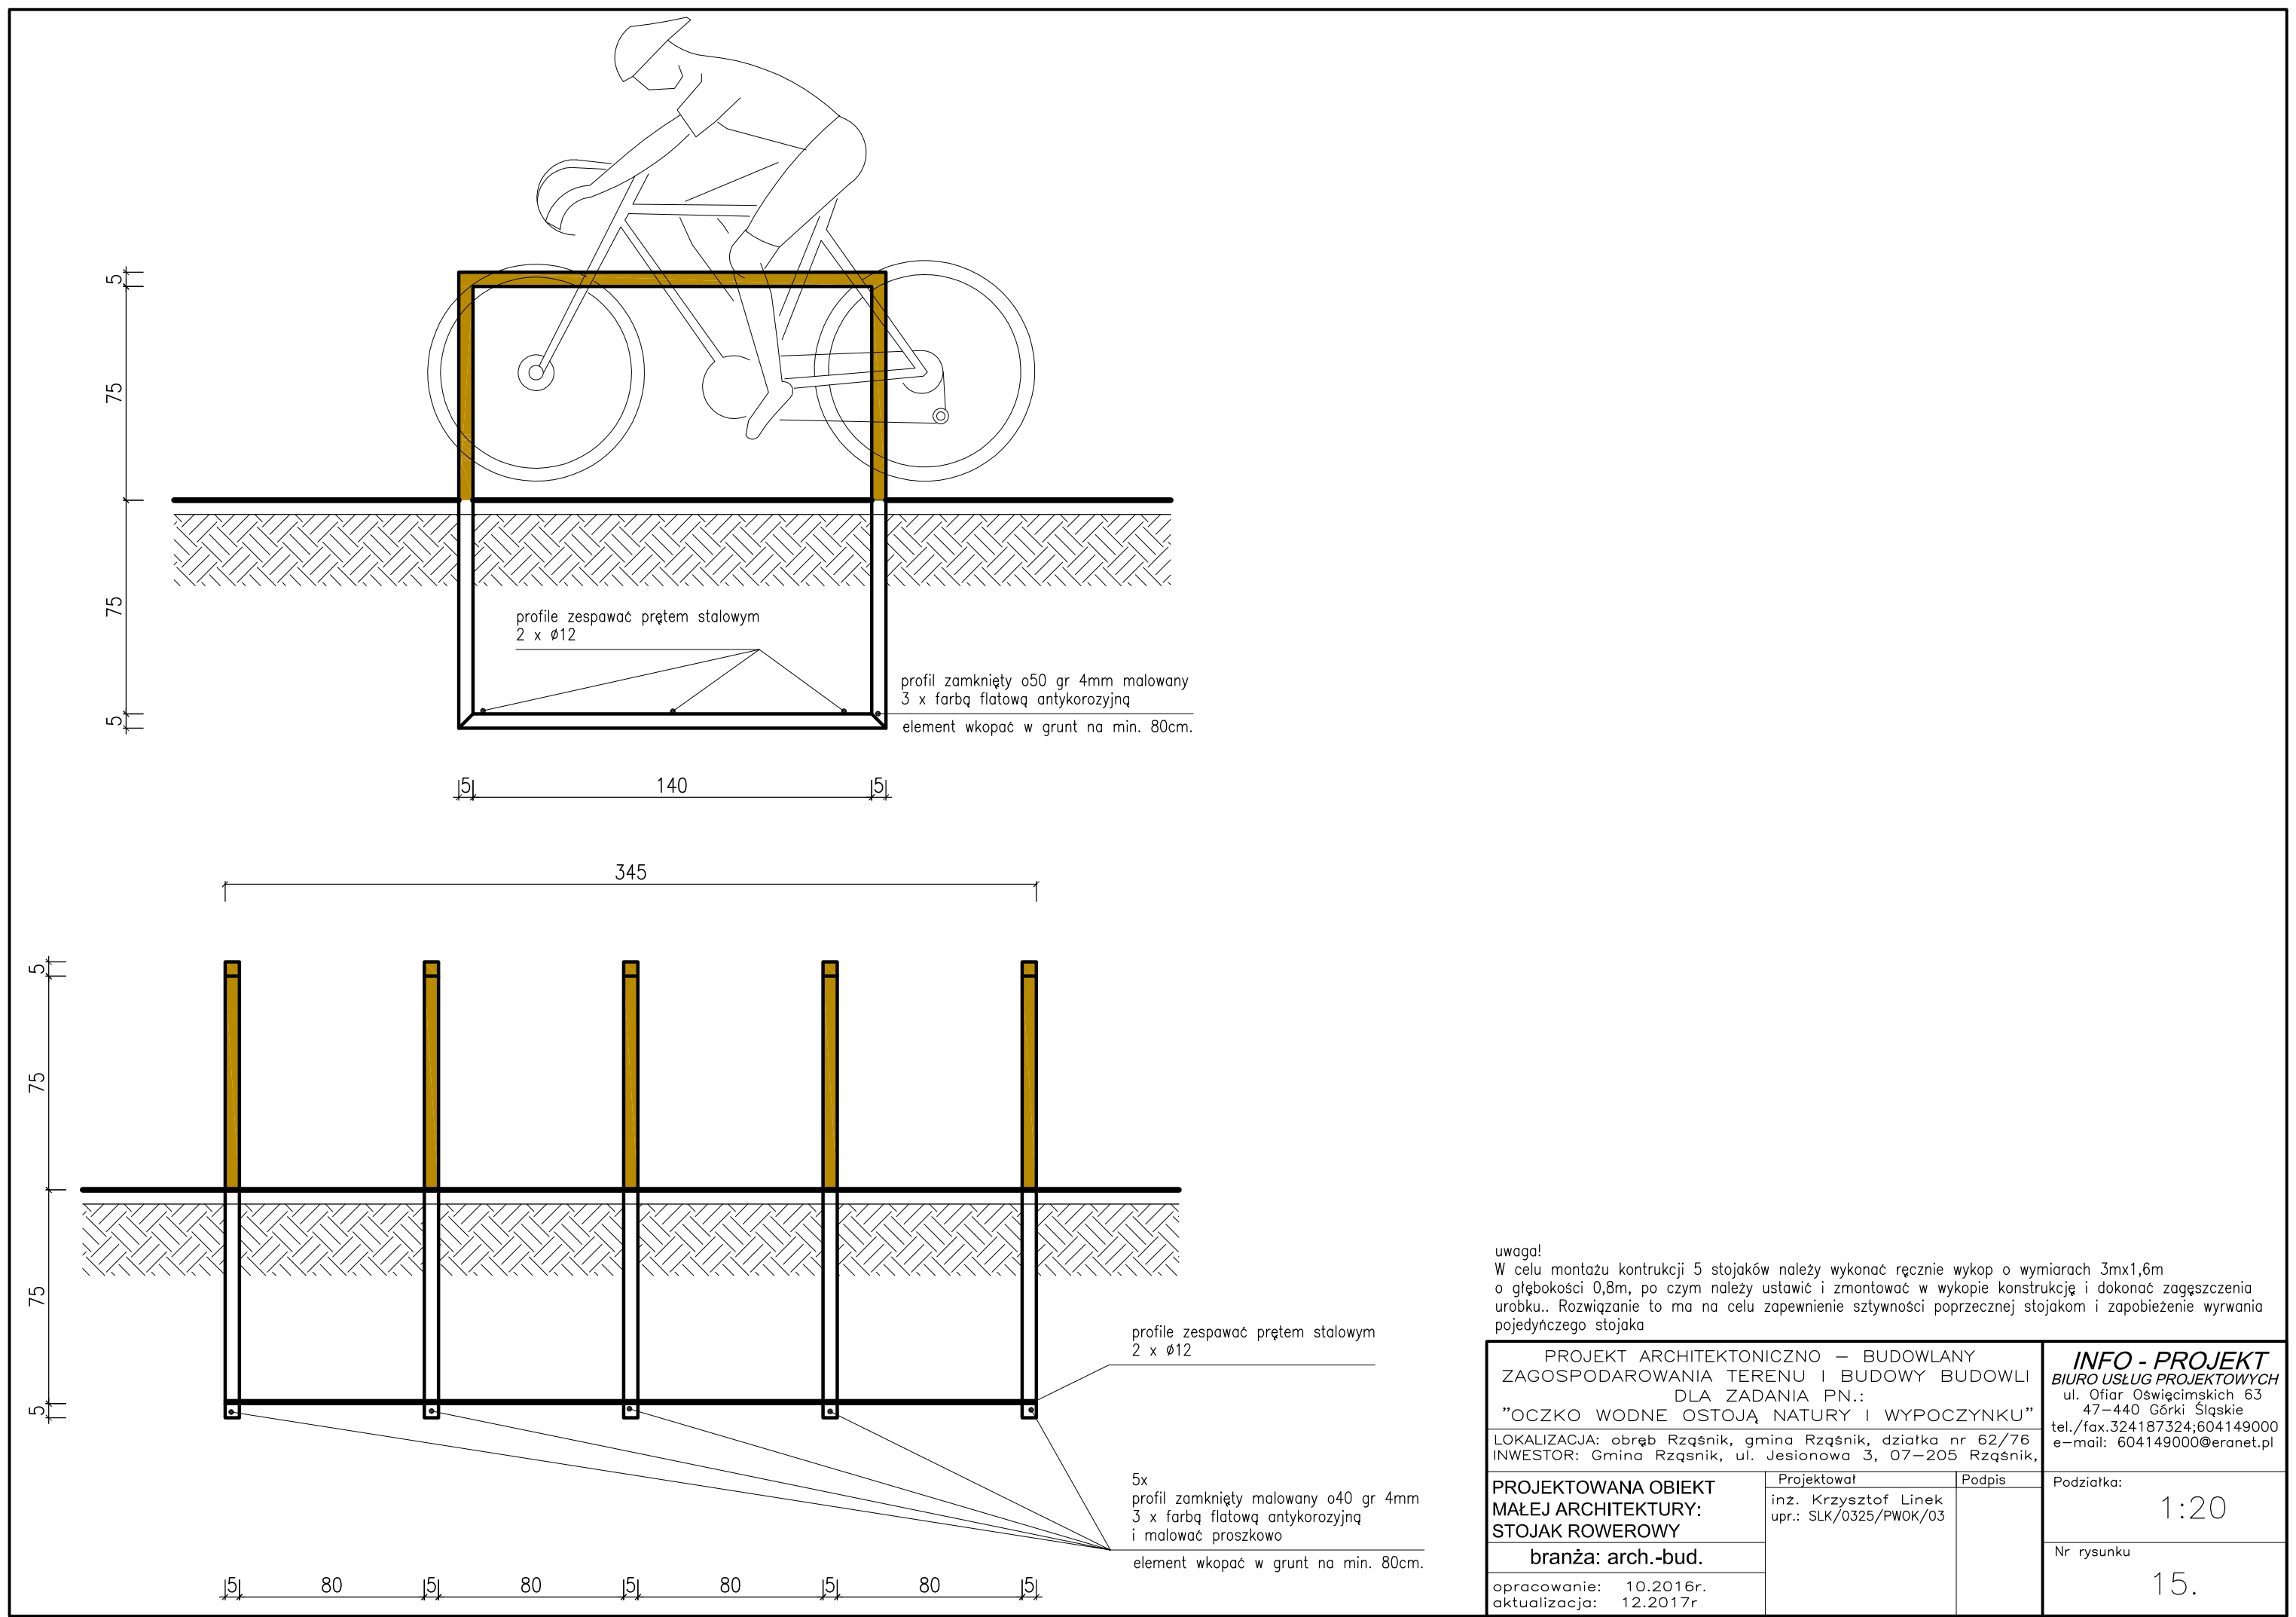 5
75
75
5
profile zespawać prętem stalowym
2 x ø12
profil zamknięty o50 gr 4mm malowany
3 x farbą flatową antykorozyjną
element wkopać w grunt na min. 80cm.
5 140 5
345
5
75
75
5
profile zespawać prętem stalowym
2 x ø12
5x
profil zamknięty malowany o40 gr 4mm
3 x farbą flatową antykorozyjną
i malować proszkowo
element wkopać w grunt na min. 80cm.
5 80 5 80 5 80 5 80 5
uwaga!
W celu montażu kontrukcji 5 stojaków należy wykonać ręcznie wykop o wymiarach 3mx1,6m
o głębokości 0,8m, po czym należy ustawić i zmontować w wykopie konstrukcję i dokonać zagęszczenia
urobku.. Rozwiązanie to ma na celu zapewnienie sztywności poprzecznej stojakom i zapobieżenie wyrwania
pojedyńczego stojaka
PROJEKT ARCHITEKTONICZNO – BUDOWLANY
ZAGOSPODAROWANIA TERENU I BUDOWY BUDOWLI
DLA ZADANIA PN.:
"OCZKO WODNE OSTOJĄ NATURY I WYPOCZYNKU"
LOKALIZACJA: obręb Rząśnik, gmina Rząśnik, działka nr 62/76
INWESTOR: Gmina Rząsnik, ul. Jesionowa 3, 07–205 Rząśnik,
INFO - PROJEKT
BIURO USŁUG PROJEKTOWYCH
ul. Ofiar Oświęcimskich 63
47–440 Górki Śląskie
tel./fax.324187324;604149000
e–mail: 604149000@eranet.pl
PROJEKTOWANA OBIEKT
MAŁEJ ARCHITEKTURY:
STOJAK ROWEROWY
branża: arch.-bud.
opracowanie: 10.2016r.
aktualizacja: 12.2017r
Projektował
inż. Krzysztof Linek
upr.: SLK/0325/PWOK/03
Podpis
Podziałka:
1:20
Nr rysunku
15.